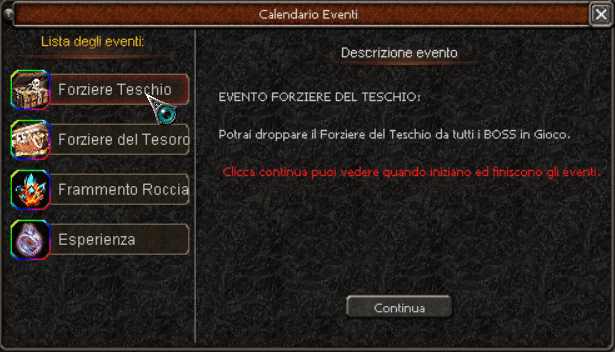 Calendario Eventi
Lista degli eventi:
Forziere Teschio
Forziere del Tesoro
Frammento Roccia
Esperienza
Descrizione evento
EVENTO FORZIERE DEL TESCHIO:
Potrai droppare il Forziere del Teschio da tutti i BOSS in Gioco.
Clicca continua puoi vedere quando iniziano ed finiscono gli eventi.
Continua